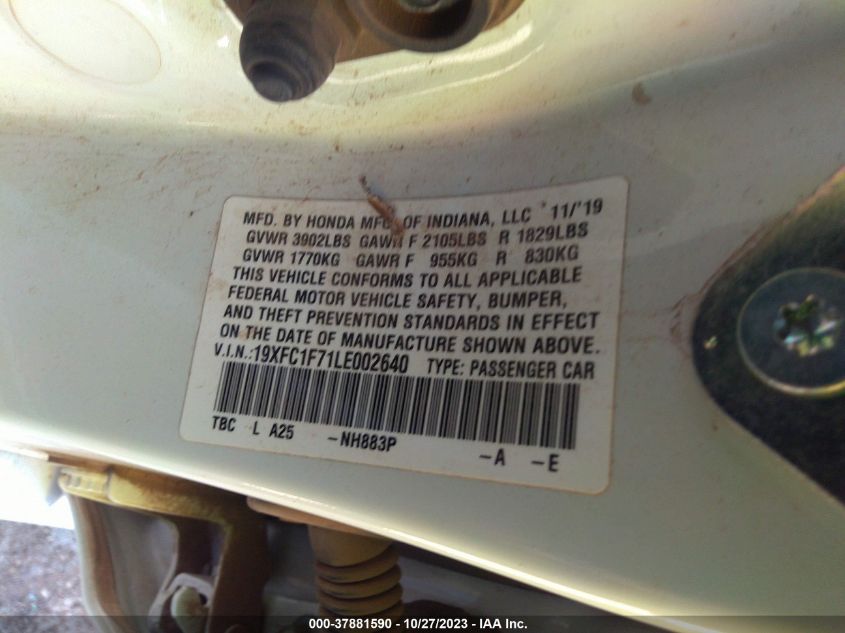 MFD. BY HONDA MFG. OF INDIANA, LLC 11/'19
GVWR 3902LBS GAWR F 2105LBS R 1829LBS
GVWR 1770KG GAWR F 955KG R 830KG
THIS VEHICLE CONFORMS TO ALL APPLICABLE
FEDERAL MOTOR VEHICLE SAFETY, BUMPER,
AND THEFT PREVENTION STANDARDS IN EFFECT
ON THE DATE OF MANUFACTURE SHOWN ABOVE.
V.I.N.:19XFC1F71LE002640 TYPE: PASSENGER CAR
TBC L A25 -NH883P -A -E
000-37881590 - 10/27/2023 - IAA Inc.